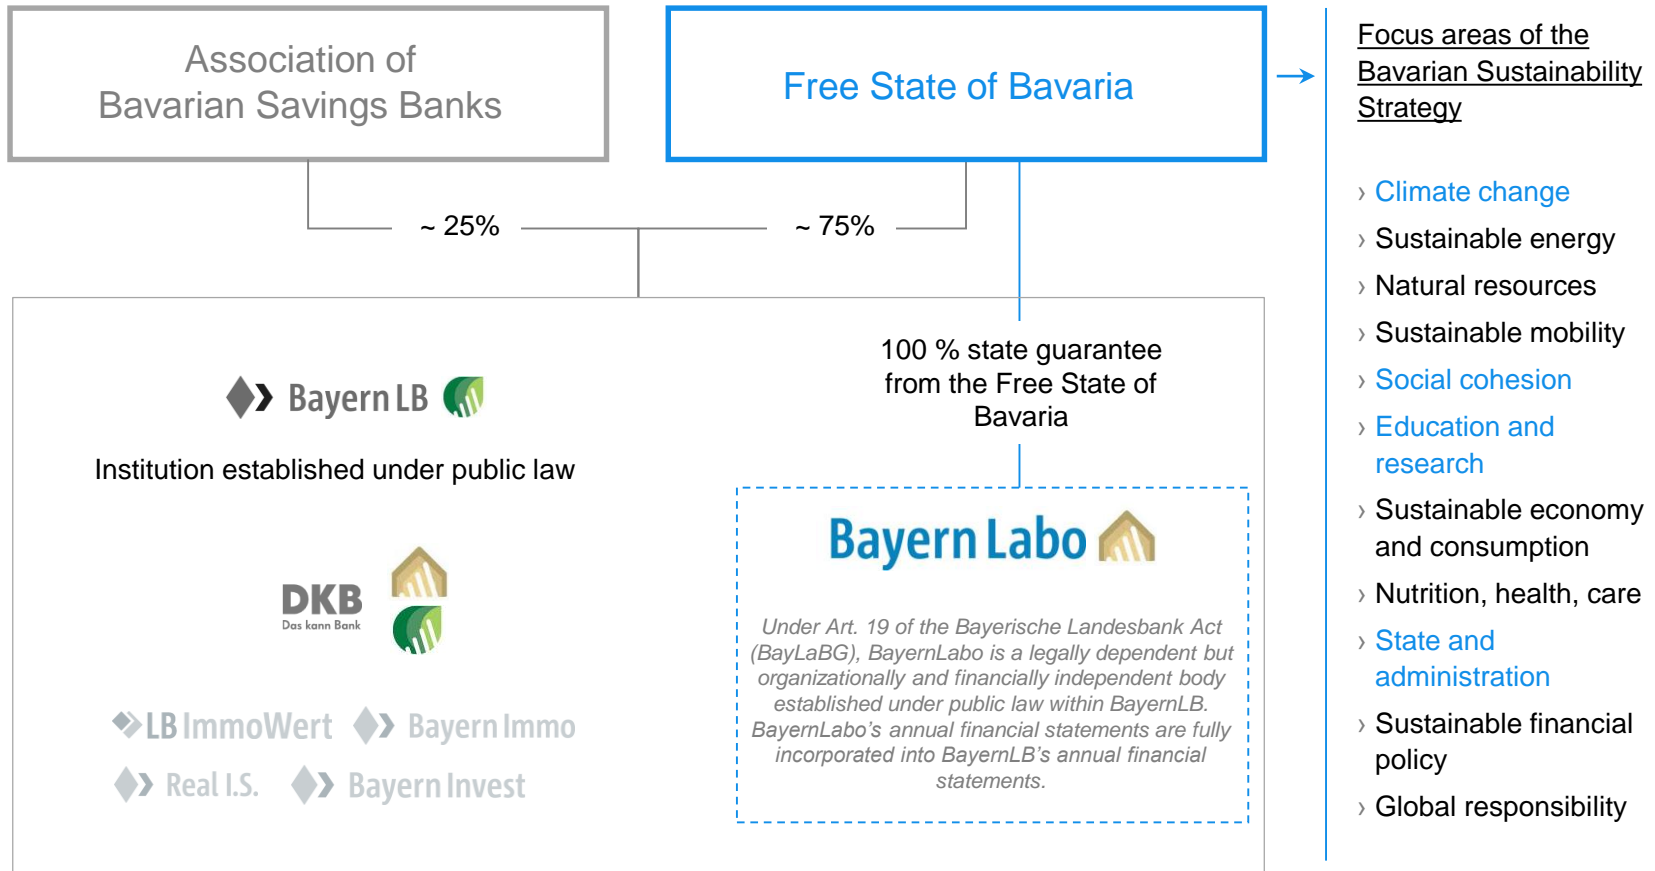 Association of
Bavarian Savings Banks
Free State of Bavaria
~ 25%
~ 75%
Bayern LB
Institution established under public law
DKB
Das kann Bank
LB ImmoWert
Bayern Immo
Real I.S.
Bayern Invest
100 % state guarantee
from the Free State of
Bavaria
Bayern Labo
Under Art. 19 of the Bayerische Landesbank Act
(BayLaBG), BayernLabo is a legally dependent but
organizationally and financially independent body
established under public law within BayernLB.
BayernLabo's annual financial statements are fully
incorporated into BayernLB's annual financial
statements.
Focus areas of the
Bavarian Sustainability
Strategy
› Climate change
› Sustainable energy
› Natural resources
› Sustainable mobility
› Social cohesion
› Education and
research
› Sustainable economy
and consumption
› Nutrition, health, care
› State and
administration
› Sustainable financial
policy
› Global responsibility